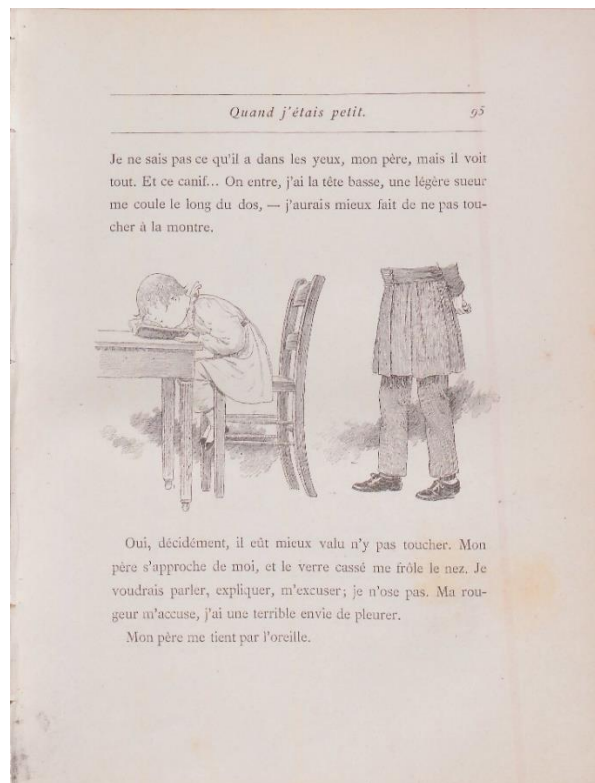 Quand j'étais petit. 95
Je ne sais pas ce qu'il a dans les yeux, mon père, mais il voit
tout. Et ce canif... On entre, j'ai la tête basse, une légère sueur
me coule le long du dos, — j'aurais mieux fait de ne pas tou-
cher à la montre.
Oui, décidément, il eût mieux valu n'y pas toucher. Mon
père s'approche de moi, et le verre cassé me frôle le nez. Je
voudrais parler, expliquer, m'excuser; je n'ose pas. Ma rou-
geur m'accuse, j'ai une terrible envie de pleurer.
Mon père me tient par l'oreille.